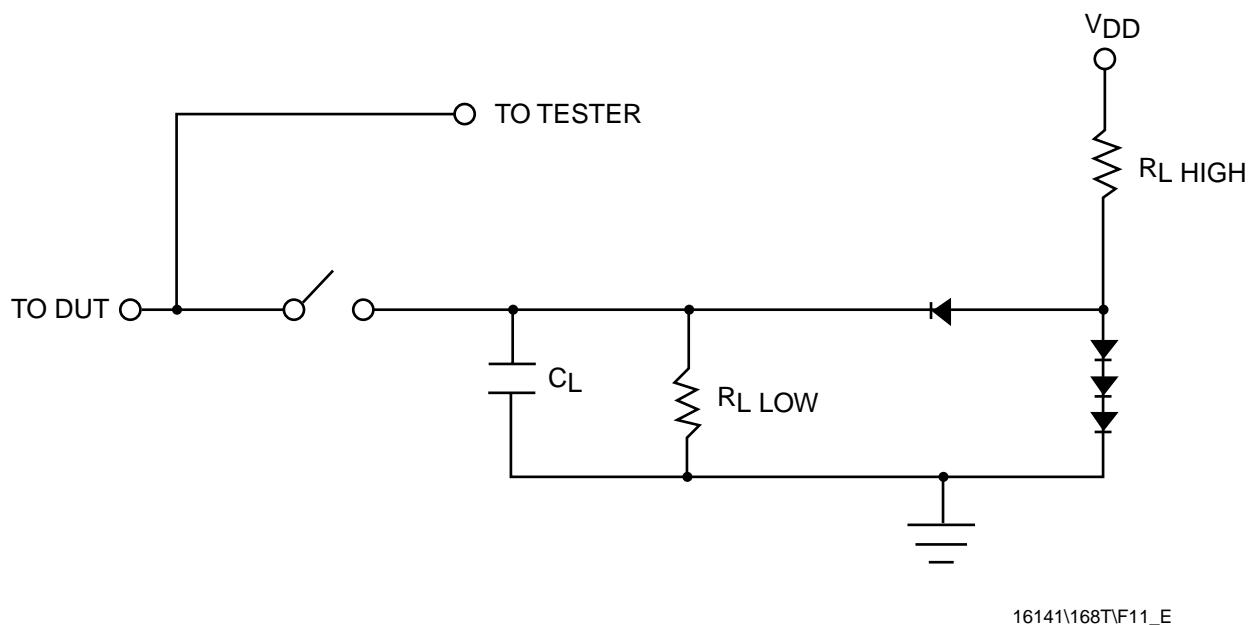 VDD
TO TESTER
RL HIGH
TO DUT
CL
RL LOW
16141\168T\F11_E